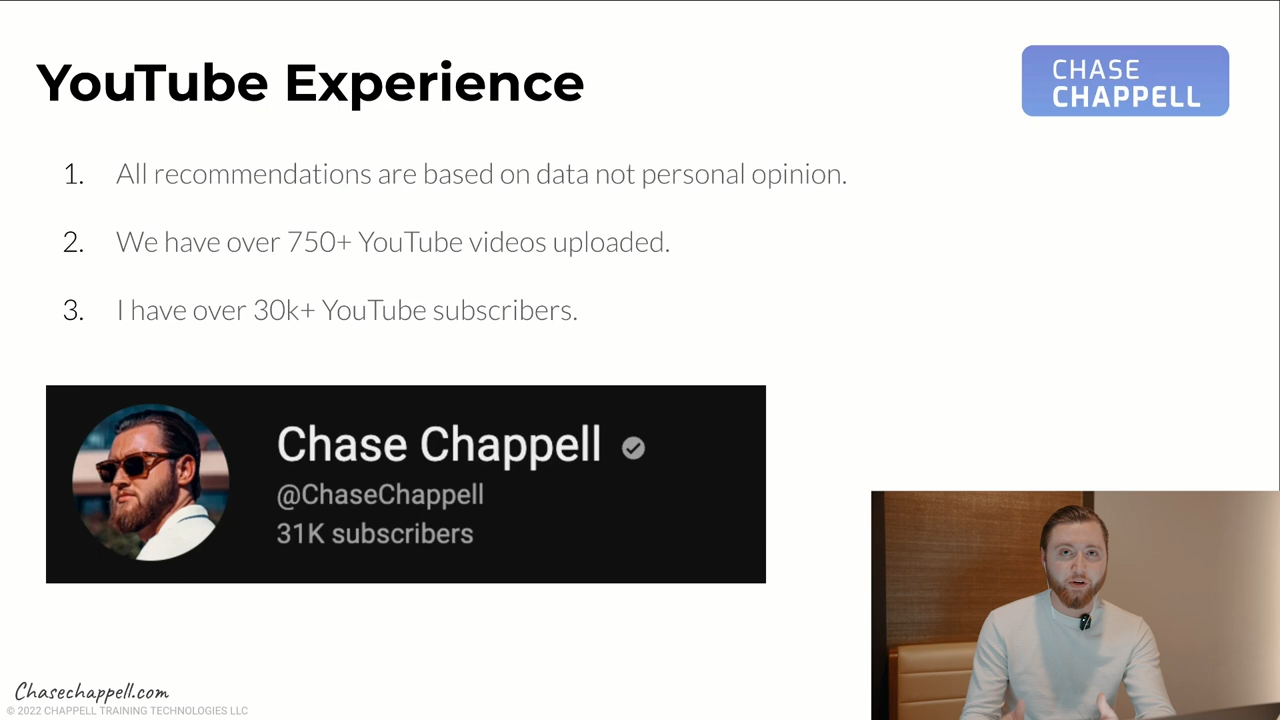 YouTube Experience
CHASE
CHAPPELL
1. All recommendations are based on data not personal opinion.
2. We have over 750+ YouTube videos uploaded.
3. I have over 30k+ YouTube subscribers.
Chase Chappell
@ChaseChappell
31K subscribers
Chasechappell.com
© 2022 CHAPPELL TRAINING TECHNOLOGIES LLC